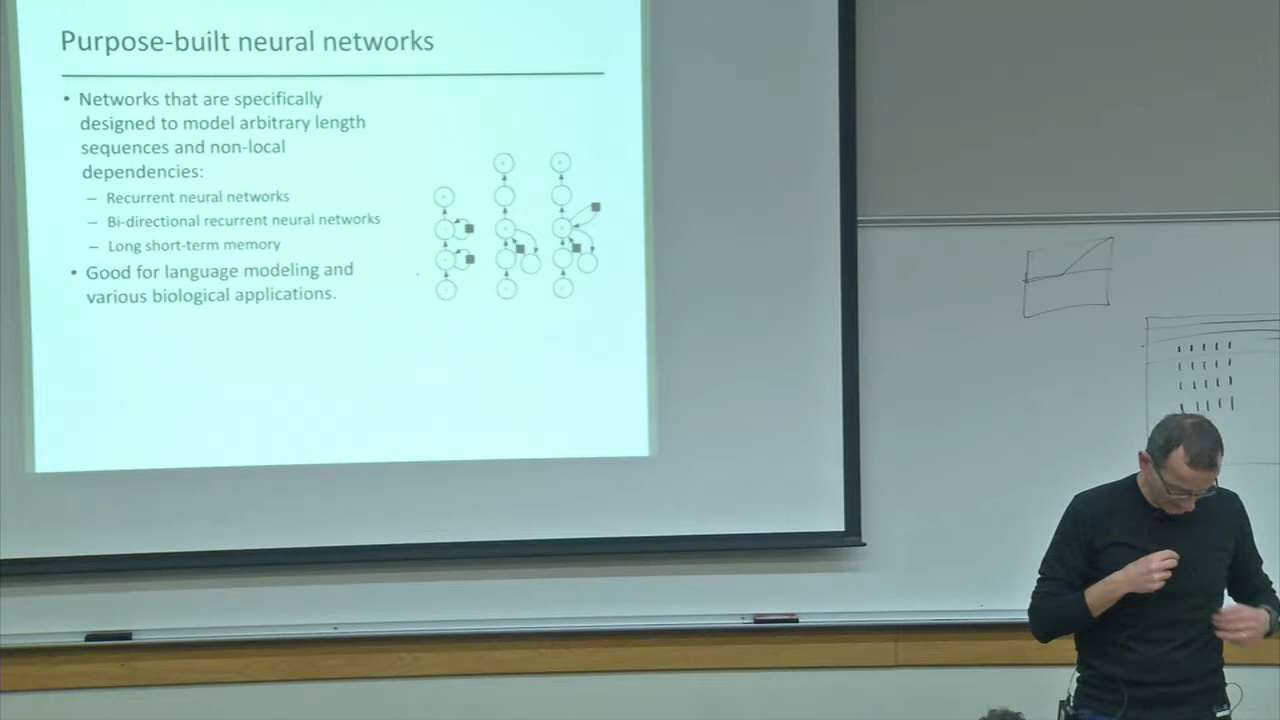 Purpose-built neural networks
• Networks that are specifically
designed to model arbitrary length
sequences and non-local
dependencies:
– Recurrent neural networks
– Bi-directional recurrent neural networks
– Long short-term memory
• Good for language modeling and
various biological applications.